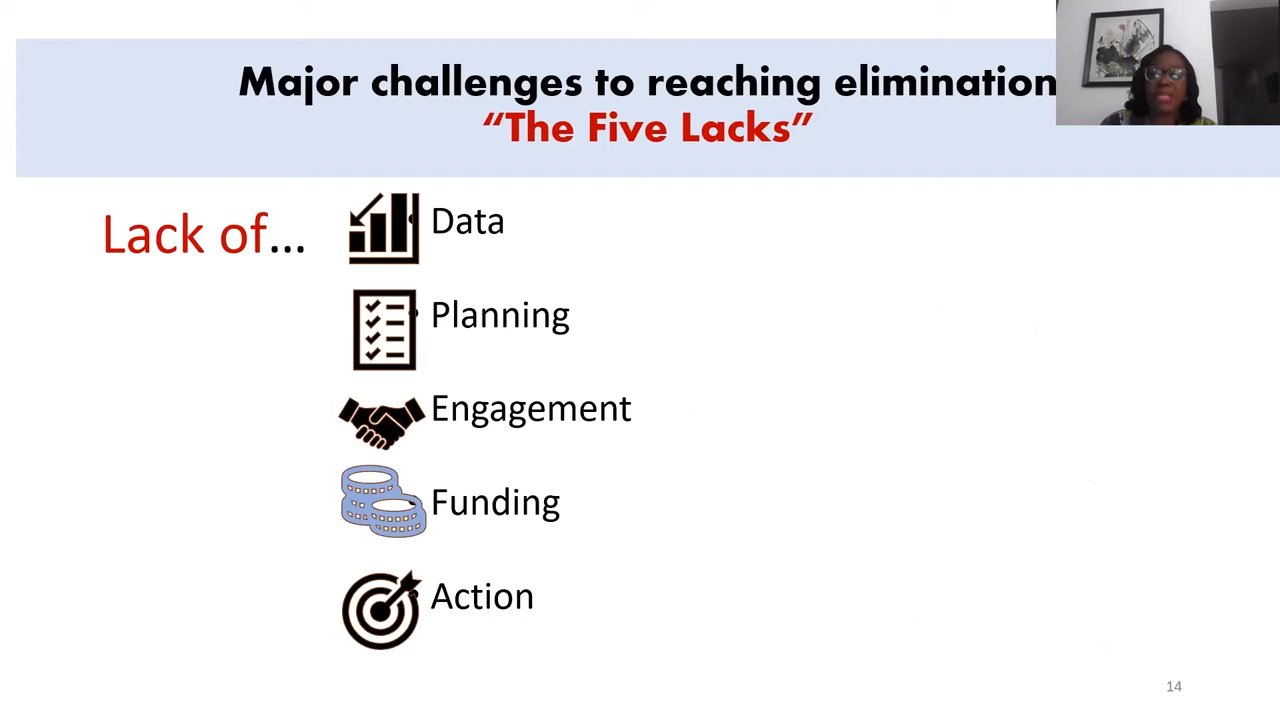 Major challenges to reaching elimination
“The Five Lacks”
Lack of...
Data
Planning
Engagement
Funding
Action
14